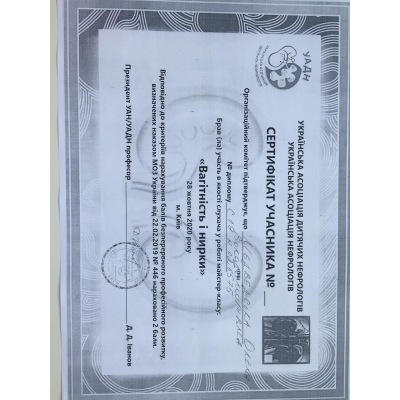 УАДН
УКРАЇНСЬКА АСОЦІАЦІЯ ДИТЯЧИХ НЕФРОЛОГІВ
УКРАЇНСЬКА АСОЦІАЦІЯ НЕФРОЛОГІВ
СЕРТИФІКАТ УЧАСНИКА №
Організаційний комітет підтверджує, що
№ диплому
Брав (ла) участь в якості слухача у роботі майстер-класу:
«Вагітність і нирки»
28 жовтня 2020 року
м. Київ
Відповідно до критеріїв нарахування балів безперервного професійного розвитку,
визначених наказом МОЗ України від 22.02.2019 № 446 нараховано 2 бали.
Президент УАН/УАДН професор Д. Д. Іванов